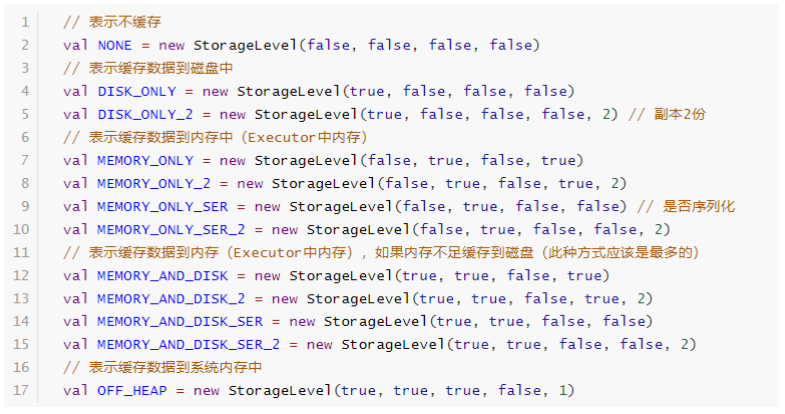 1 // 表示不缓存
2 val NONE = new StorageLevel(false, false, false, false)
3 // 表示缓存数据到磁盘中
4 val DISK_ONLY = new StorageLevel(true, false, false, false)
5 val DISK_ONLY_2 = new StorageLevel(true, false, false, false, 2) // 副本2份
6 // 表示缓存数据到内存中（Executor中内存）
7 val MEMORY_ONLY = new StorageLevel(false, true, false, true)
8 val MEMORY_ONLY_2 = new StorageLevel(false, true, false, true, 2)
9 val MEMORY_ONLY_SER = new StorageLevel(false, true, false, false) // 是否序列化
10 val MEMORY_ONLY_SER_2 = new StorageLevel(false, true, false, false, 2)
11 // 表示缓存数据到内存（Executor中内存），如果内存不足缓存到磁盘（此种方式应该是最多的）
12 val MEMORY_AND_DISK = new StorageLevel(true, true, false, true)
13 val MEMORY_AND_DISK_2 = new StorageLevel(true, true, false, true, 2)
14 val MEMORY_AND_DISK_SER = new StorageLevel(true, true, false, false)
15 val MEMORY_AND_DISK_SER_2 = new StorageLevel(true, true, false, false, 2)
16 // 表示缓存数据到系统内存中
17 val OFF_HEAP = new StorageLevel(true, true, true, false, 1)